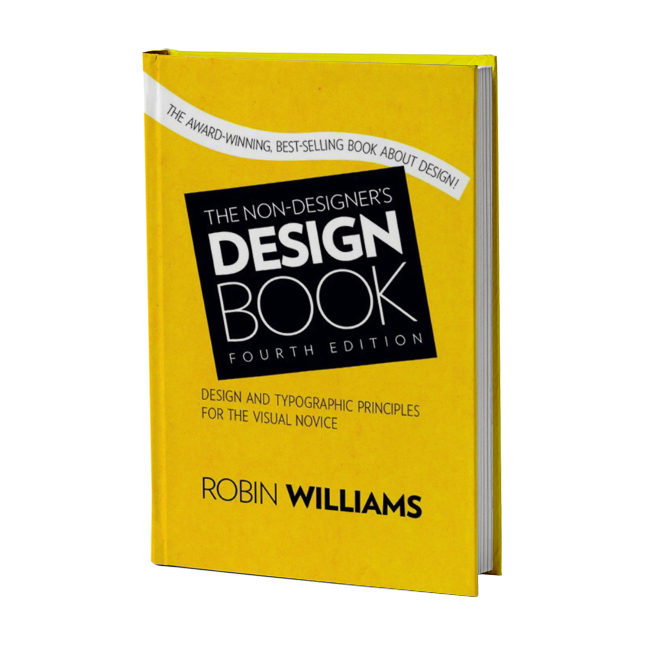 THE AWARD-WINNING, BEST-SELLING BOOK ABOUT DESIGN!
THE NON-DESIGNER'S
DESIGN
BOOK
FOURTH EDITION
DESIGN AND TYPOGRAPHIC PRINCIPLES
FOR THE VISUAL NOVICE
ROBIN WILLIAMS